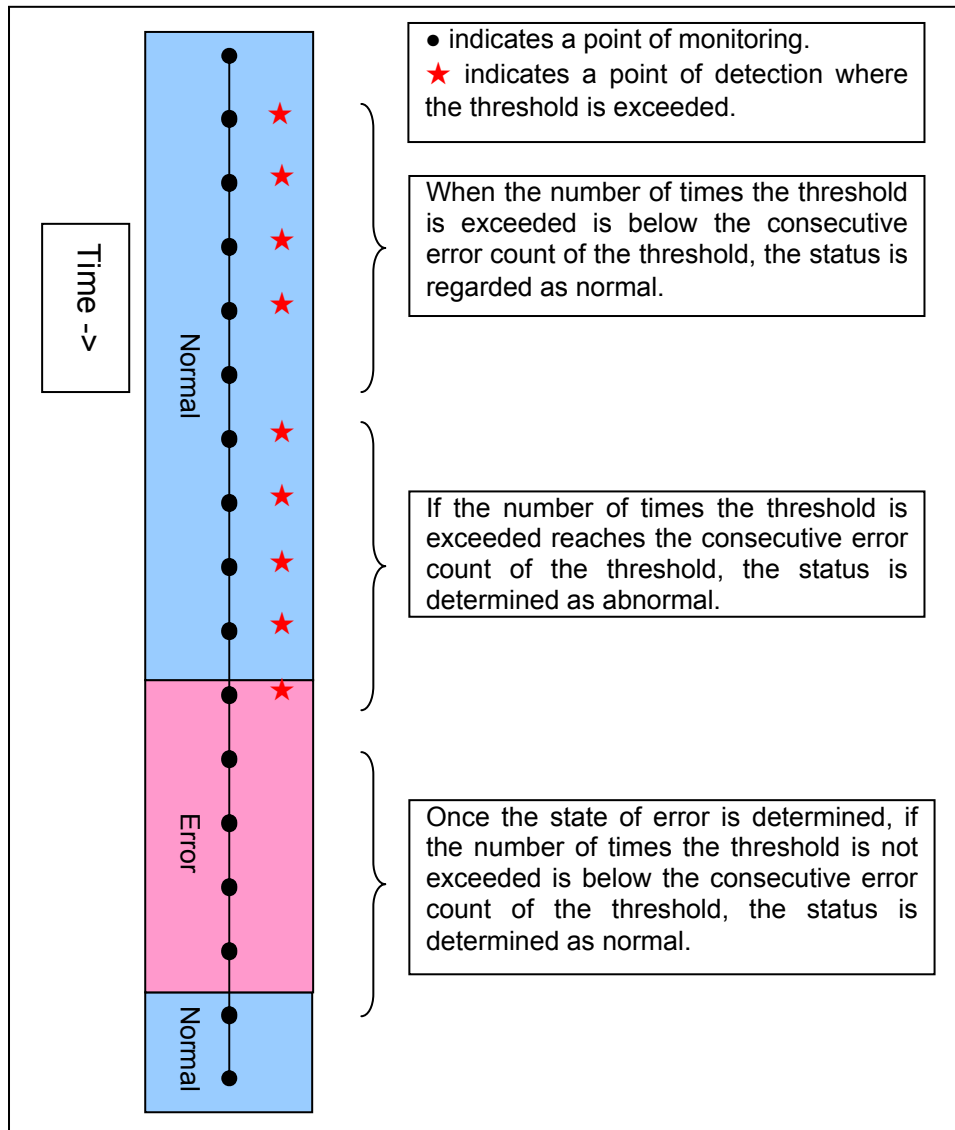 ● indicates a point of monitoring.
★ indicates a point of detection where
the threshold is exceeded.
When the number of times the threshold
is exceeded is below the consecutive
error count of the threshold, the status is
regarded as normal.
Time ->
Normal
If the number of times the threshold is
exceeded reaches the consecutive error
count of the threshold, the status is
determined as abnormal.
Error
Once the state of error is determined, if
the number of times the threshold is not
exceeded is below the consecutive error
count of the threshold, the status is
determined as normal.
Normal